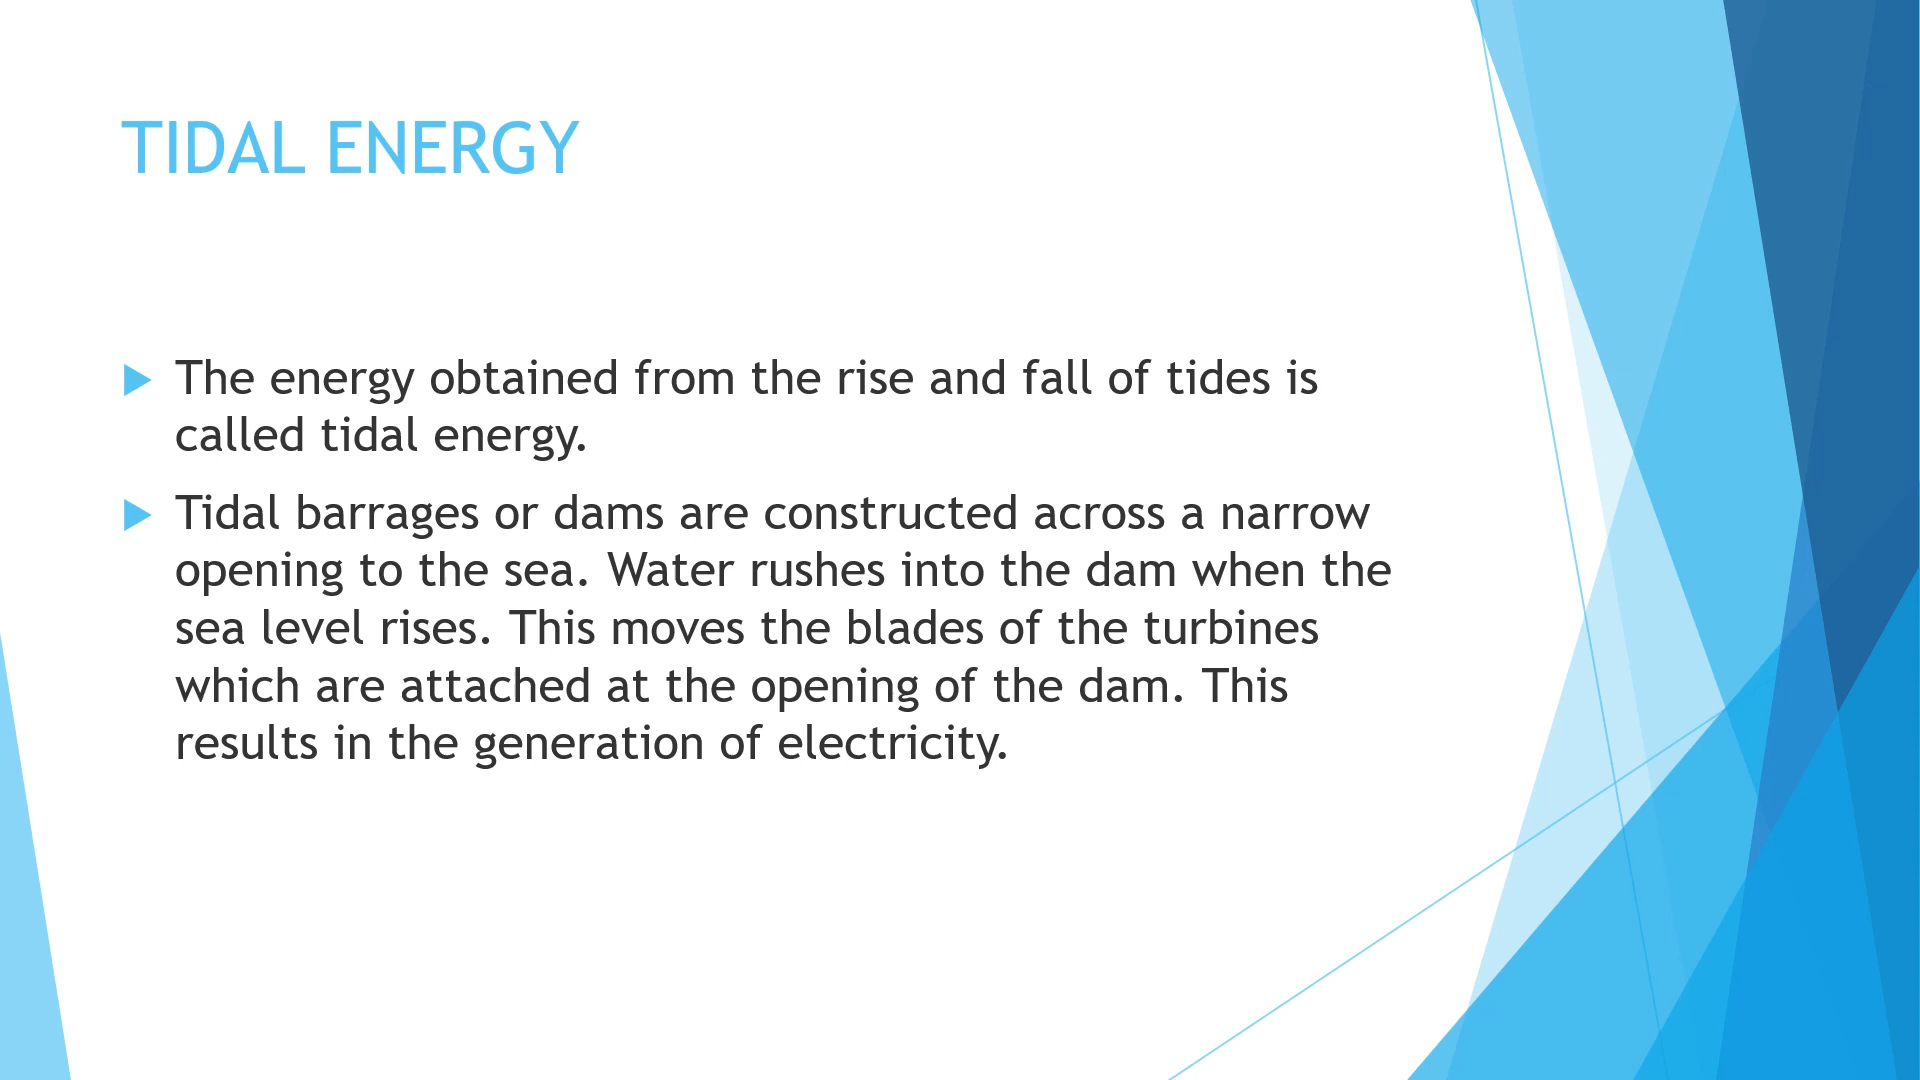 TIDAL ENERGY
The energy obtained from the rise and fall of tides is
called tidal energy.
Tidal barrages or dams are constructed across a narrow
opening to the sea. Water rushes into the dam when the
sea level rises. This moves the blades of the turbines
which are attached at the opening of the dam. This
results in the generation of electricity.